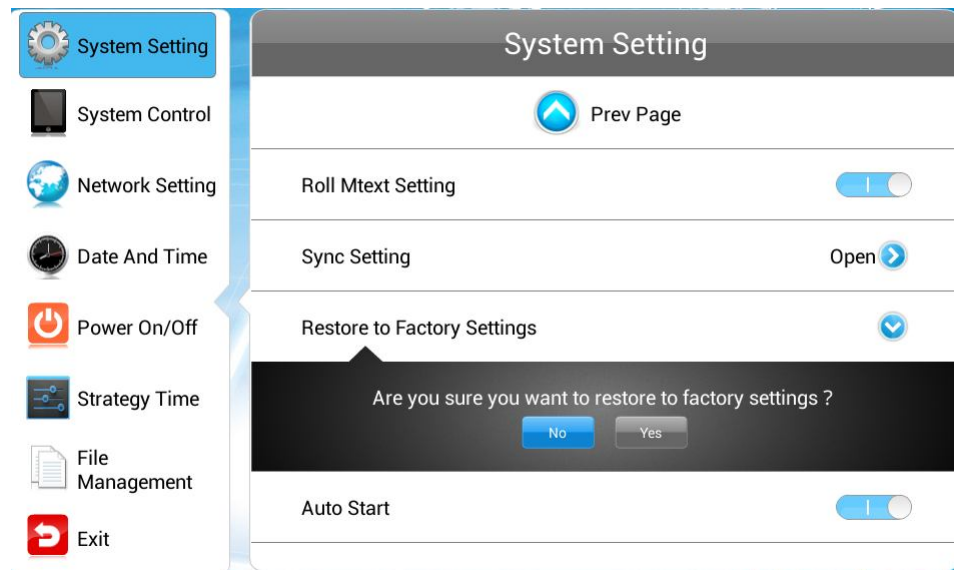 System Setting
System Control
Network Setting
Date And Time
Power On/Off
Strategy Time
File
Management
Exit
System Setting
Prev Page
Roll Mtext Setting
Sync Setting
Open
Restore to Factory Settings
Are you sure you want to restore to factory settings ?
No
Yes
Auto Start